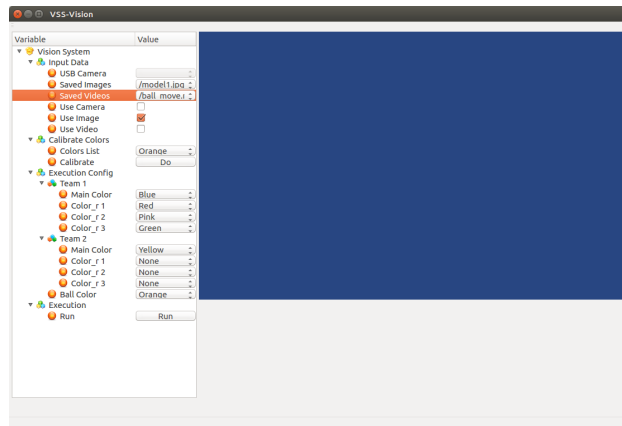 VSS-Vision
Variable Value
Vision System
Input Data
USB Camera
Saved Images /model1.jpg
Saved Videos /ball_move.
Use Camera
Use Image
Use Video
Calibrate Colors
Colors List Orange
Calibrate Do
Execution Config
Team 1
Main Color Blue
Color_r 1 Red
Color_r 2 Pink
Color_r 3 Green
Team 2
Main Color Yellow
Color_r 1 None
Color_r 2 None
Color_r 3 None
Ball Color Orange
Execution
Run Run